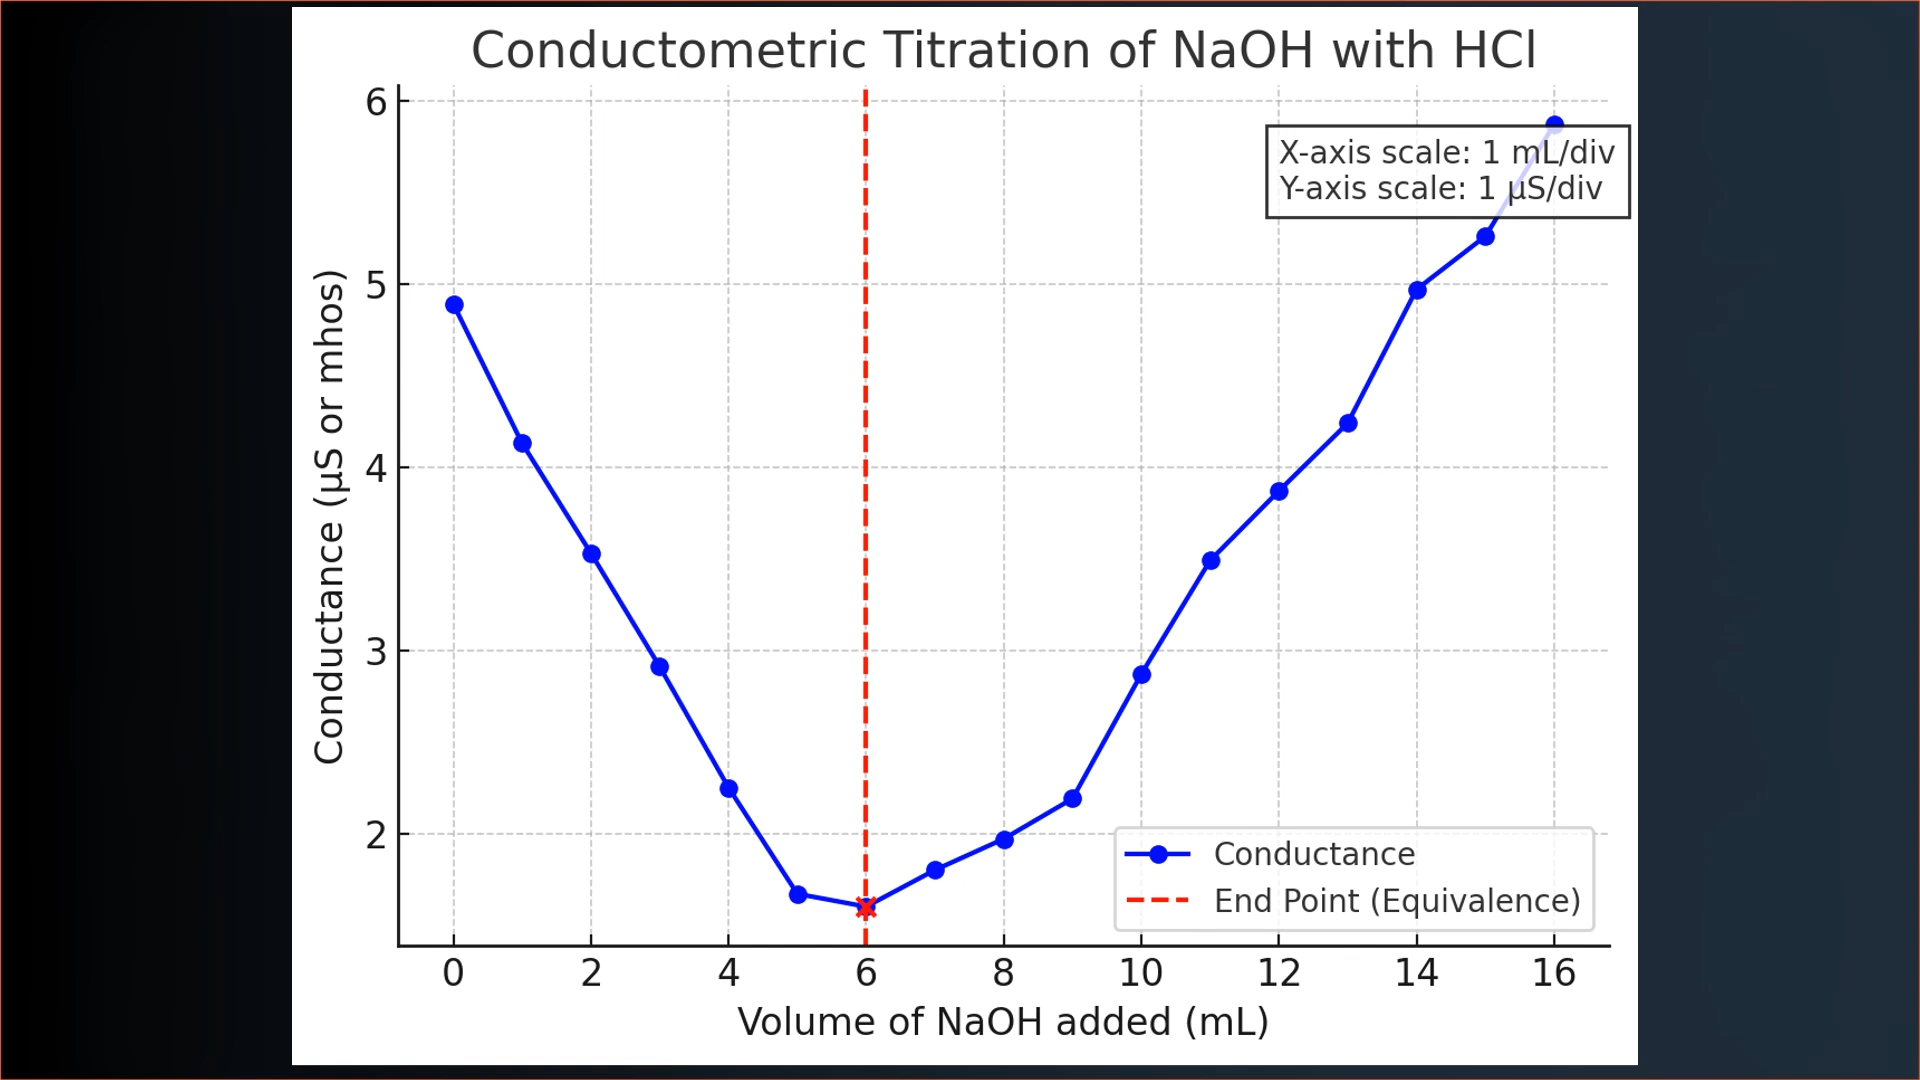 Conductometric Titration of NaOH with HCl
X-axis scale: 1 mL/div
Y-axis scale: 1 µS/div
Conductance (µS or mhos)
6
5
4
3
2
Conductance
End Point (Equivalence)
0 2 4 6 8 10 12 14 16
Volume of NaOH added (mL)